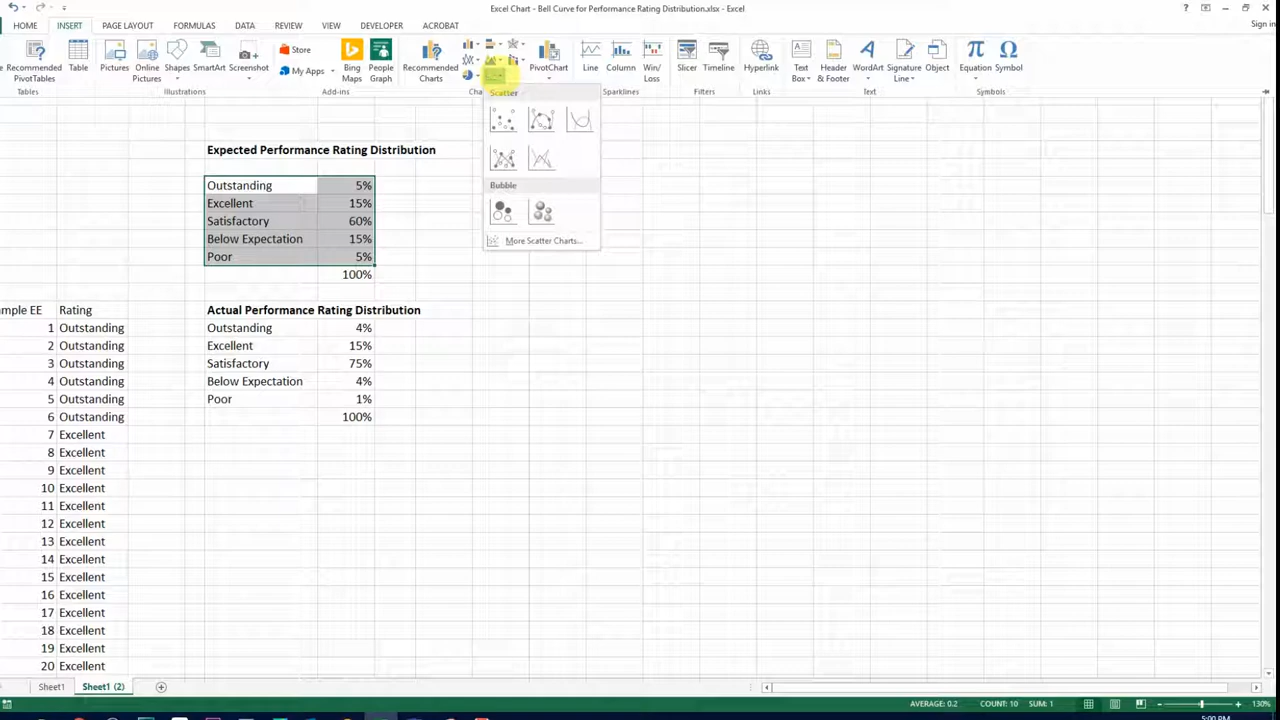 Excel Chart - Bell Curve for Performance Rating Distribution.xlsx - Excel
Sign in
HOME INSERT PAGE LAYOUT FORMULAS DATA REVIEW VIEW DEVELOPER ACROBAT
Recommended PivotTables
Table
Pictures
Online Pictures
Shapes
SmartArt
Screenshot
Store
My Apps
Bing Maps
People Graph
Recommended Charts
PivotChart
Line
Column
Win/ Loss
Slicer
Timeline
Hyperlink
Text Box
Header & Footer
WordArt
Signature Line
Object
Equation
Symbol
Tables Illustrations Add-ins Sparklines Filters Links Text Symbols
Scatter
Bubble
More Scatter Charts...
Expected Performance Rating Distribution
Outstanding 5%
Excellent 15%
Satisfactory 60%
Below Expectation 15%
Poor 5%
100%
mple EE Rating Actual Performance Rating Distribution
1 Outstanding Outstanding 4%
2 Outstanding Excellent 15%
3 Outstanding Satisfactory 75%
4 Outstanding Below Expectation 4%
5 Outstanding Poor 1%
6 Outstanding 100%
7 Excellent
8 Excellent
9 Excellent
10 Excellent
11 Excellent
12 Excellent
13 Excellent
14 Excellent
15 Excellent
16 Excellent
17 Excellent
18 Excellent
19 Excellent
20 Excellent
Sheet1 Sheet1 (2)
AVERAGE: 0.2 COUNT: 10 SUM: 1 130%
5:00 PM